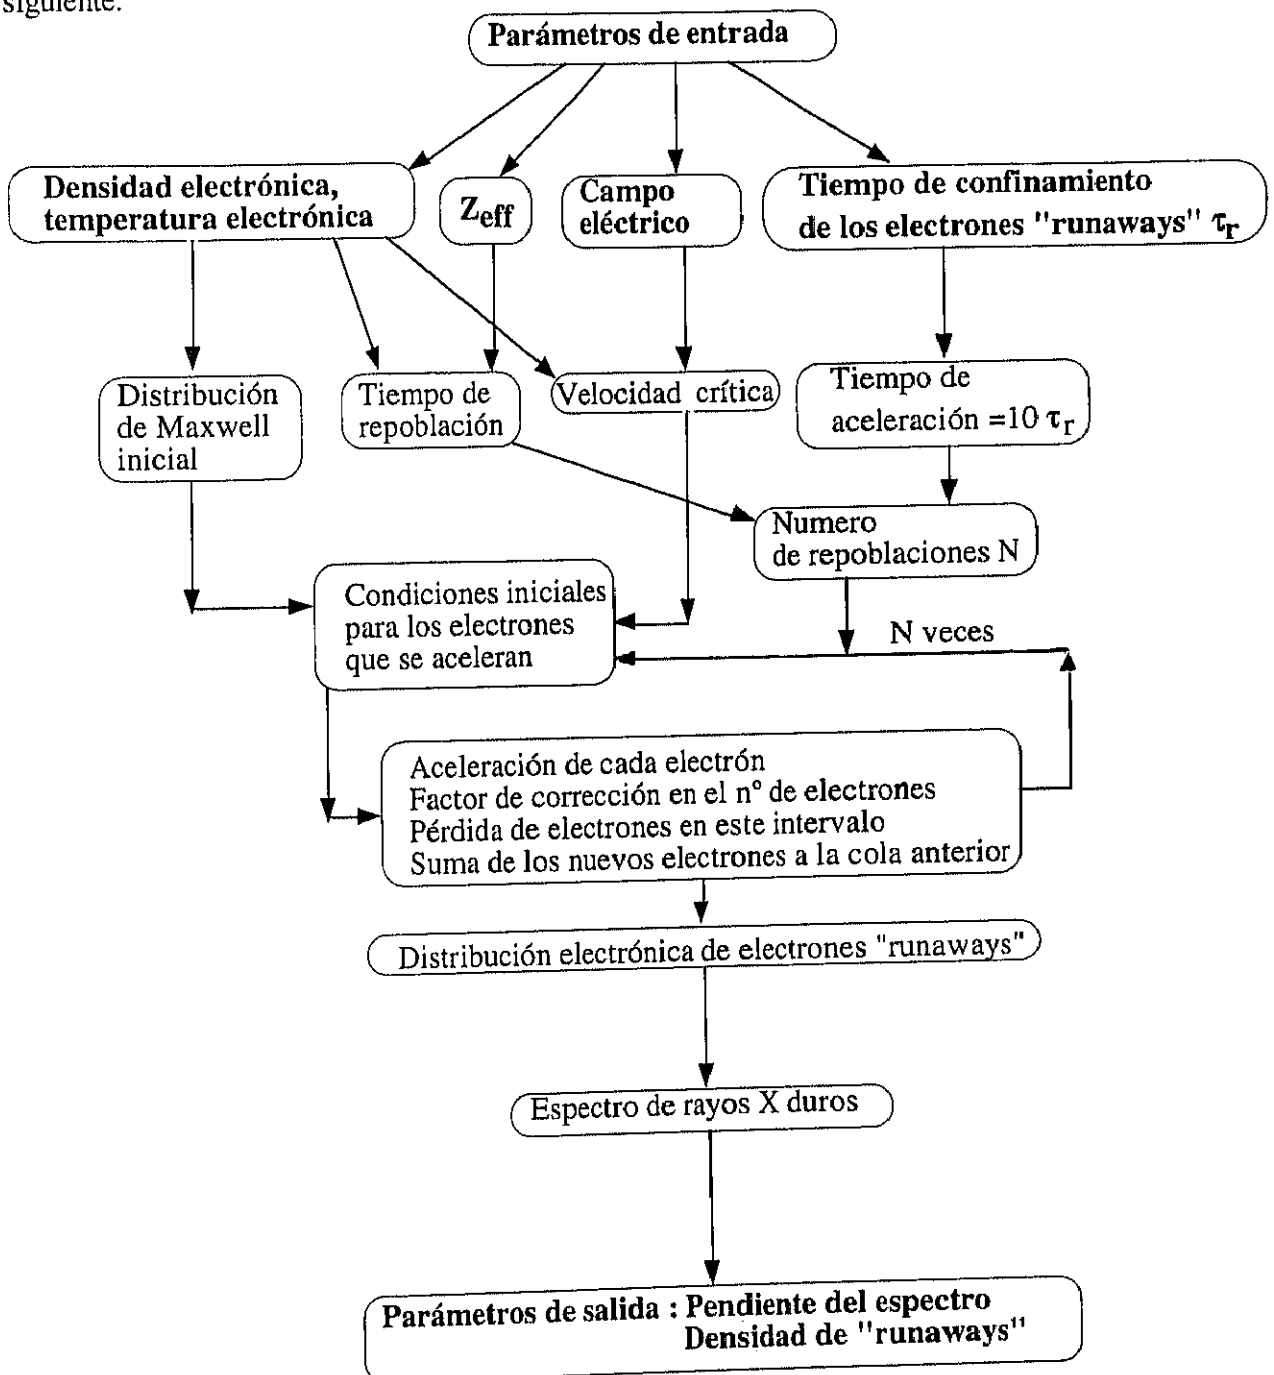 siguiente.
Parámetros de entrada
Densidad electrónica,
temperatura electrónica
Zeff
Campo
eléctrico
Tiempo de confinamiento
de los electrones "runaways" τr
Distribución
de Maxwell
inicial
Tiempo de
repoblación
Velocidad crítica
Tiempo de
aceleración =10 τr
Numero
de repoblaciones N
Condiciones iniciales
para los electrones
que se aceleran
N veces
Aceleración de cada electrón
Factor de corrección en el nº de electrones
Pérdida de electrones en este intervalo
Suma de los nuevos electrones a la cola anterior
Distribución electrónica de electrones "runaways"
Espectro de rayos X duros
Parámetros de salida : Pendiente del espectro
Densidad de "runaways"